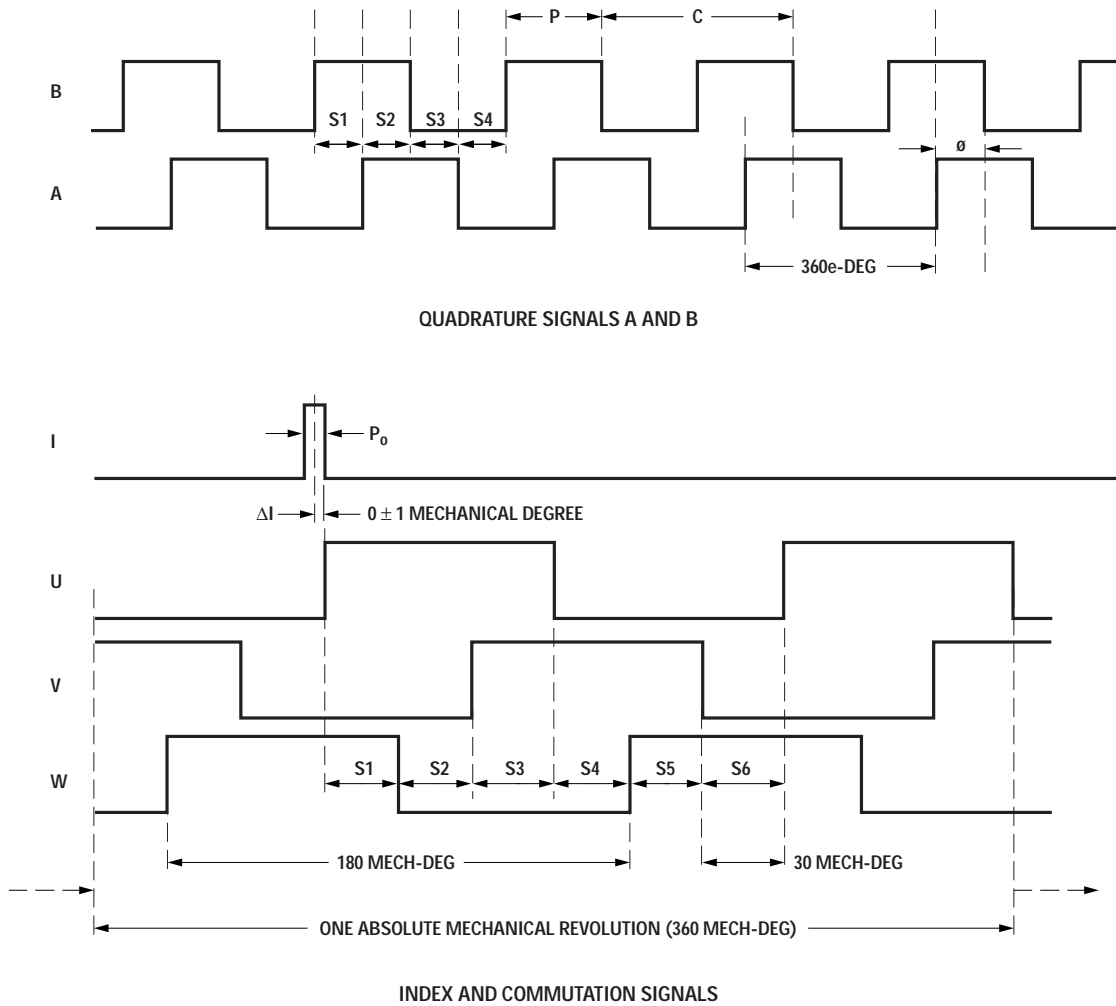 P
C
B
S1 S2 S3 S4
ø
A
360e-DEG
QUADRATURE SIGNALS A AND B
I
Po
ΔI
0 ± 1 MECHANICAL DEGREE
U
V
W
S1 S2 S3 S4 S5 S6
180 MECH-DEG
30 MECH-DEG
ONE ABSOLUTE MECHANICAL REVOLUTION (360 MECH-DEG)
INDEX AND COMMUTATION SIGNALS